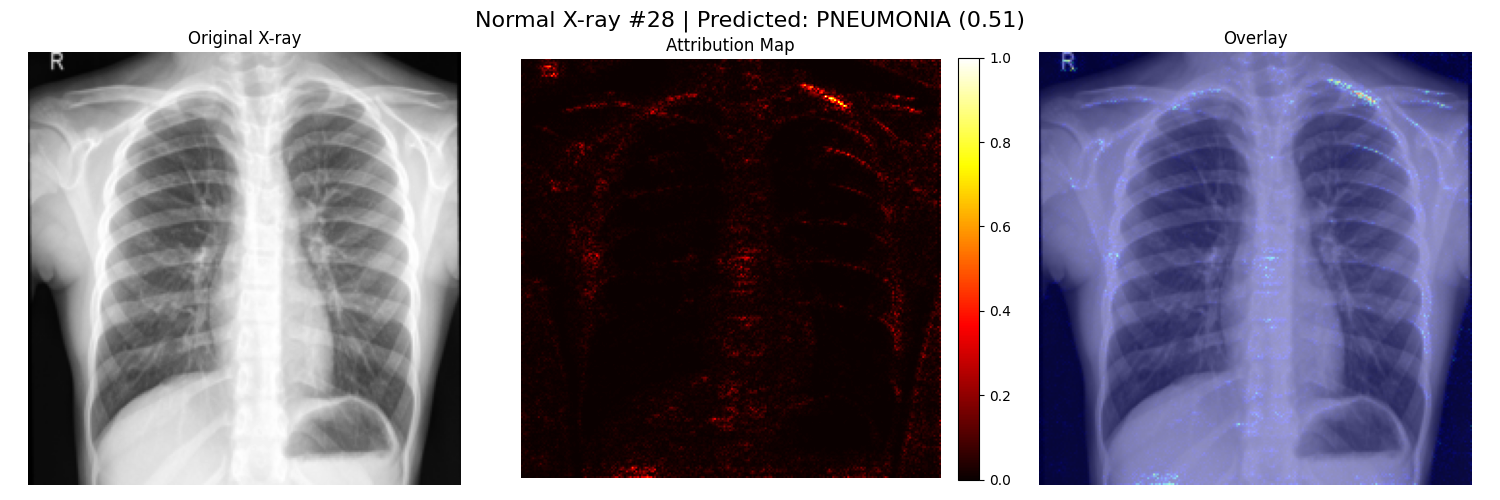 Normal X-ray #28 | Predicted: PNEUMONIA (0.51)
Original X-ray
Attribution Map
Overlay
R
1.0
0.8
0.6
0.4
0.2
0.0
R